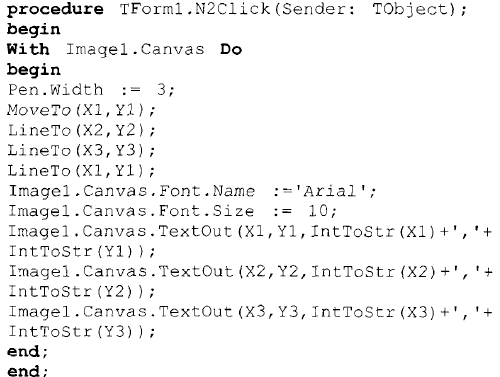 procedure TForm1.N2Click(Sender: TObject);
begin
With Image1.Canvas Do
begin
Pen.Width := 3;
MoveTo(X1,Y1);
LineTo(X2,Y2);
LineTo(X3,Y3);
LineTo(X1,Y1);
Image1.Canvas.Font.Name :='Arial';
Image1.Canvas.Font.Size := 10;
Image1.Canvas.TextOut(X1,Y1,IntToStr(X1)+','+
IntToStr(Y1));
Image1.Canvas.TextOut(X2,Y2,IntToStr(X2)+','+
IntToStr(Y2));
Image1.Canvas.TextOut(X3,Y3,IntToStr(X3)+','+
IntToStr(Y3));
end;
end;